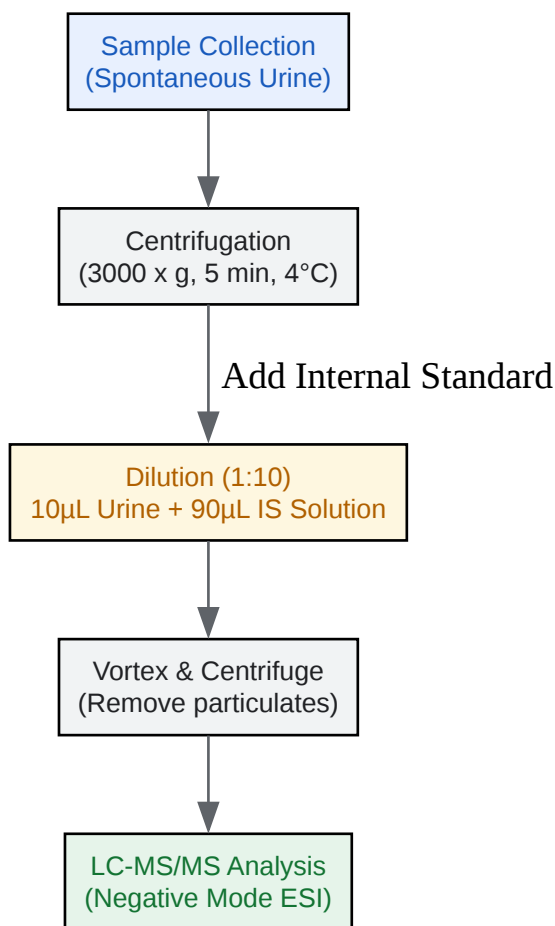 Sample Collection
(Spontaneous Urine)
Centrifugation
(3000 x g, 5 min, 4°C)
Add Internal Standard
Dilution (1:10)
10µL Urine + 90µL IS Solution
Vortex & Centrifuge
(Remove particulates)
LC-MS/MS Analysis
(Negative Mode ESI)